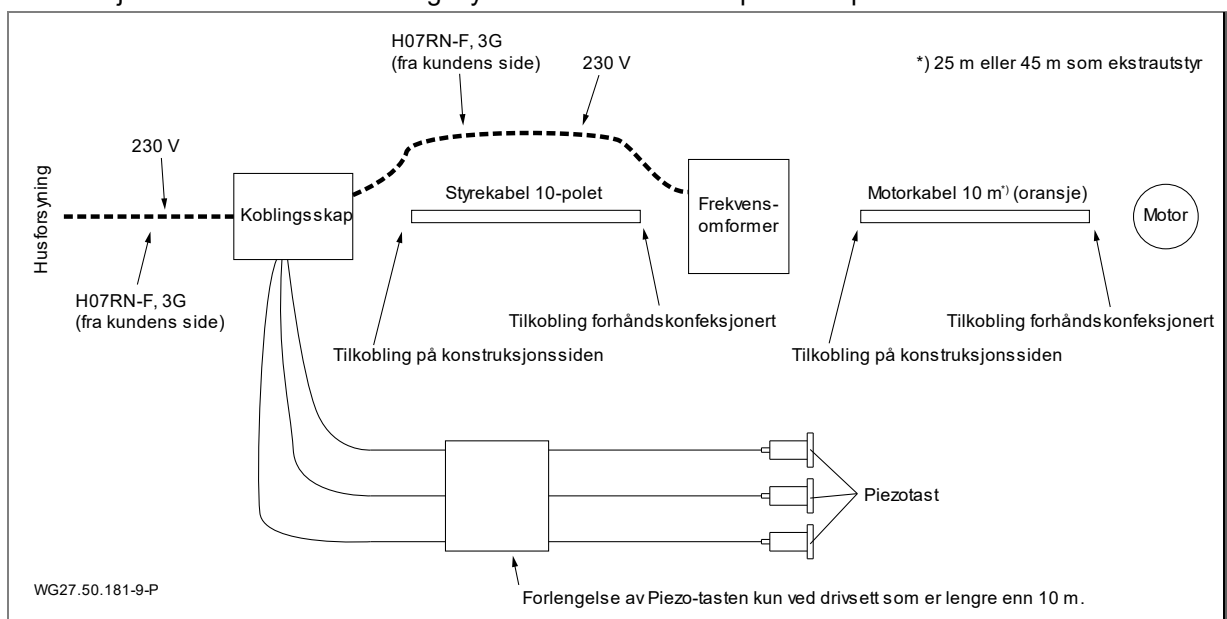 H07RN-F, 3G
(fra kundens side)
230 V
*) 25 m eller 45 m som ekstrautstyr
230 V
Husforsyning
Koblingsskap
Styrekabel 10-polet
Frekvens-
omformer
Motorkabel 10 m*) (oransje)
Motor
H07RN-F, 3G
(fra kundens side)
Tilkobling forhåndskonfeksjonert
Tilkobling på konstruksjonssiden
Tilkobling forhåndskonfeksjonert
Tilkobling på konstruksjonssiden
Piezotast
WG27.50.181-9-P
Forlengelse av Piezo-tasten kun ved drivsett som er lengre enn 10 m.